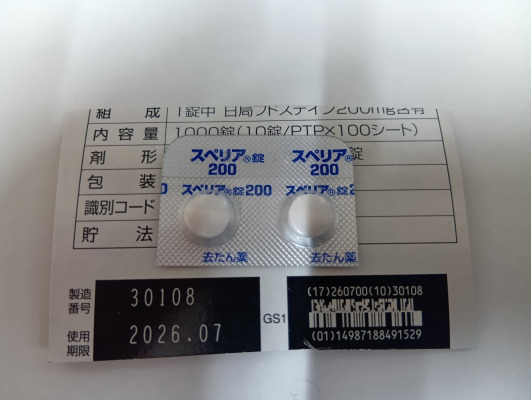 組成 1錠中 日局フドステイン200mg含有
内容量 1000錠(10錠/PTP×100シート)
剤形 錠
包装
識別コード
貯法
スペリア®錠 スペリア®
200 200
スペリア®錠200 スペリア®錠2
去たん薬 去たん薬
製造番号 30108
使用期限 2026.07
GS1
(17)260700(10)30108
(01)14987188491529